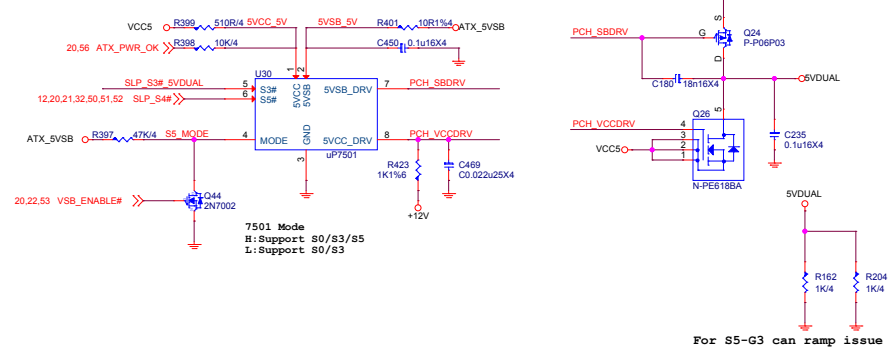 VCC5 R399 510R/4 5VCC_5V 5VSB_5V R401 10R1%4 ATX_5VSB
20,56 ATX_PWR_OK R398 10K/4 C450 0.1u16X4
U30
SLP_S3#_5VDUAL 5 S3# 1 5VCC 2 5VSB 5VSB_DRV 7 PCH_SBDRV
12,20,21,32,50,51,52 SLP_S4# 6 S5#
ATX_5VSB R397 47K/4 S5_MODE 4 MODE GND 3 5VCC_DRV 8 PCH_VCCDRV
uP7501
R423
1K1%6
C469
C0.022u25X4
+12V
20,22,53 VSB_ENABLE# Q44
2N7002
7501 Mode
H:Support S0/S3/S5
L:Support S0/S3
S
PCH_SBDRV G Q24
P-P06P03
D
C180 18n16X4 5VDUAL
5
Q26
PCH_VCCDRV 4
3
VCC5 2
1
N-PE618BA
C235
0.1u16X4
5VDUAL
R162
1K/4
R204
1K/4
For S5-G3 can ramp issue